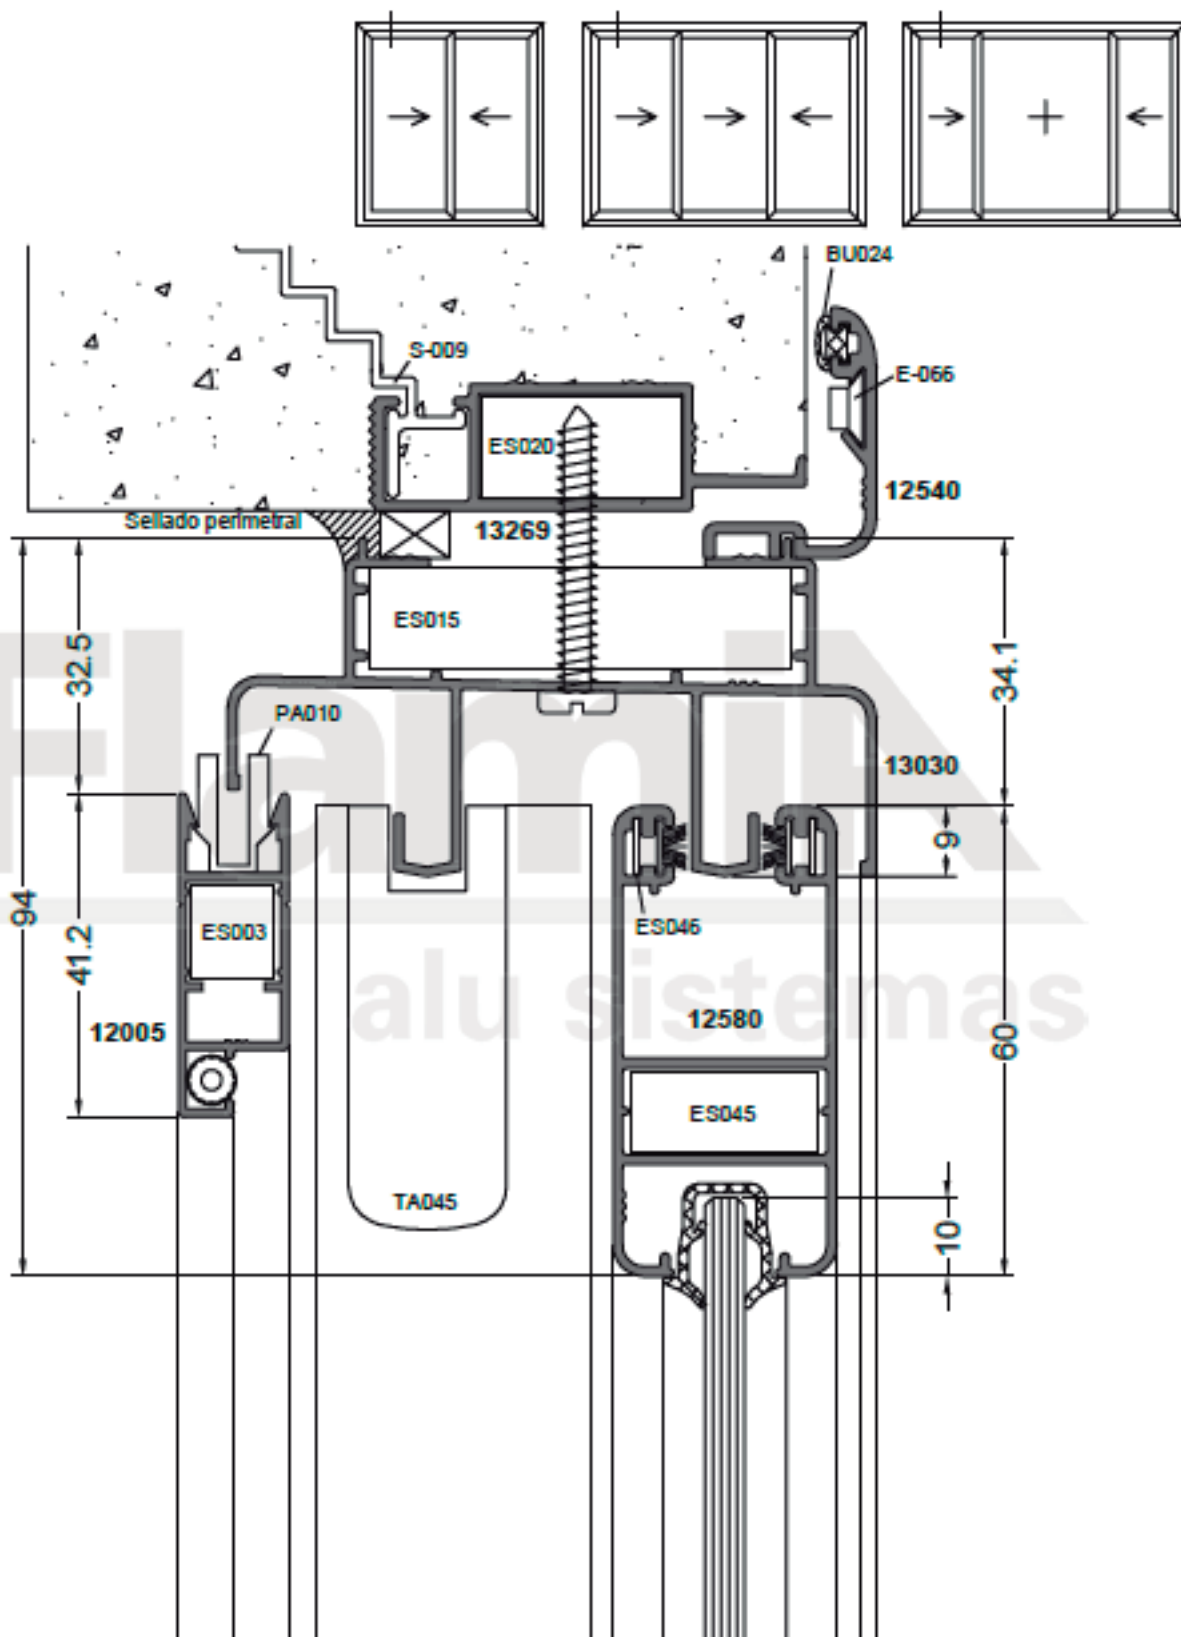 BU024
S-009
E-066
ES020
12540
Sellado perimetral
13269
ES015
32.5
34.1
PA010
13030
FlamiA
9
94
41.2
ES003
ES046
alu sistemas
12005
12580
60
ES045
TA045
10